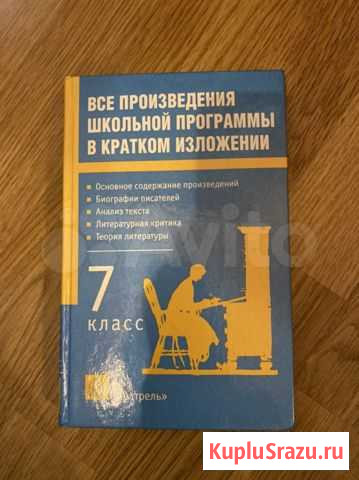 ВСЕ ПРОИЗВЕДЕНИЯ
ШКОЛЬНОЙ ПРОГРАММЫ
В КРАТКОМ ИЗЛОЖЕНИИ
Основное содержание произведений
Биографии писателей
Анализ текста
Литературная критика
Теория литературы
Avito
7
КЛАСС
KupluSrazu.ru